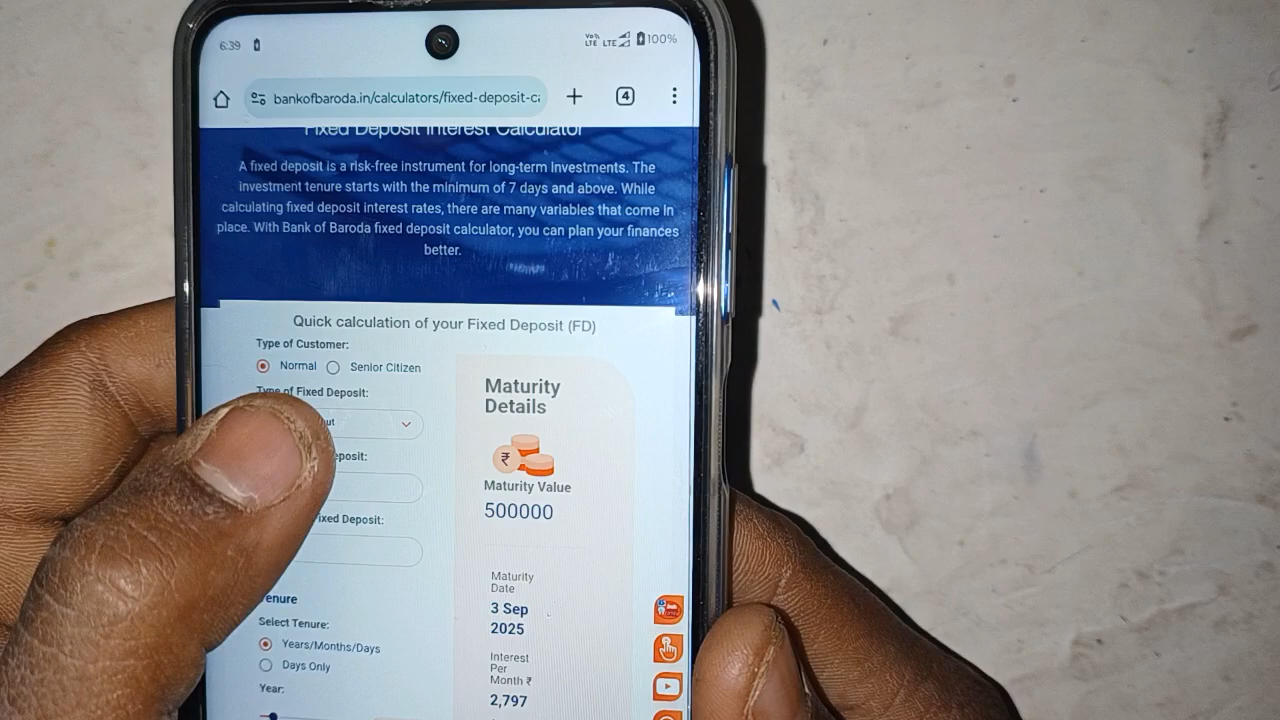 6:39
Vo
LTE LTE 100%
bankofbaroda.in/calculators/fixed-deposit-ca
4
Fixed Deposit Interest Calculator
A fixed deposit is a risk-free instrument for long-term Investments. The
investment tenure starts with the minimum of 7 days and above. While
calculating fixed deposit interest rates, there are many variables that come in
place. With Bank of Baroda fixed deposit calculator, you can plan your finances
better.
Quick calculation of your Fixed Deposit (FD)
Type of Customer:
Normal Senior Citizen
Type of Fixed Deposit:
ut
eposit:
ixed Deposit:
enure
Select Tenure:
Years/Months/Days
Days Only
Year:
Maturity
Details
₹
Maturity Value
500000
Maturity
Date
3 Sep
2025
Interest
Per
Month ₹
2,797